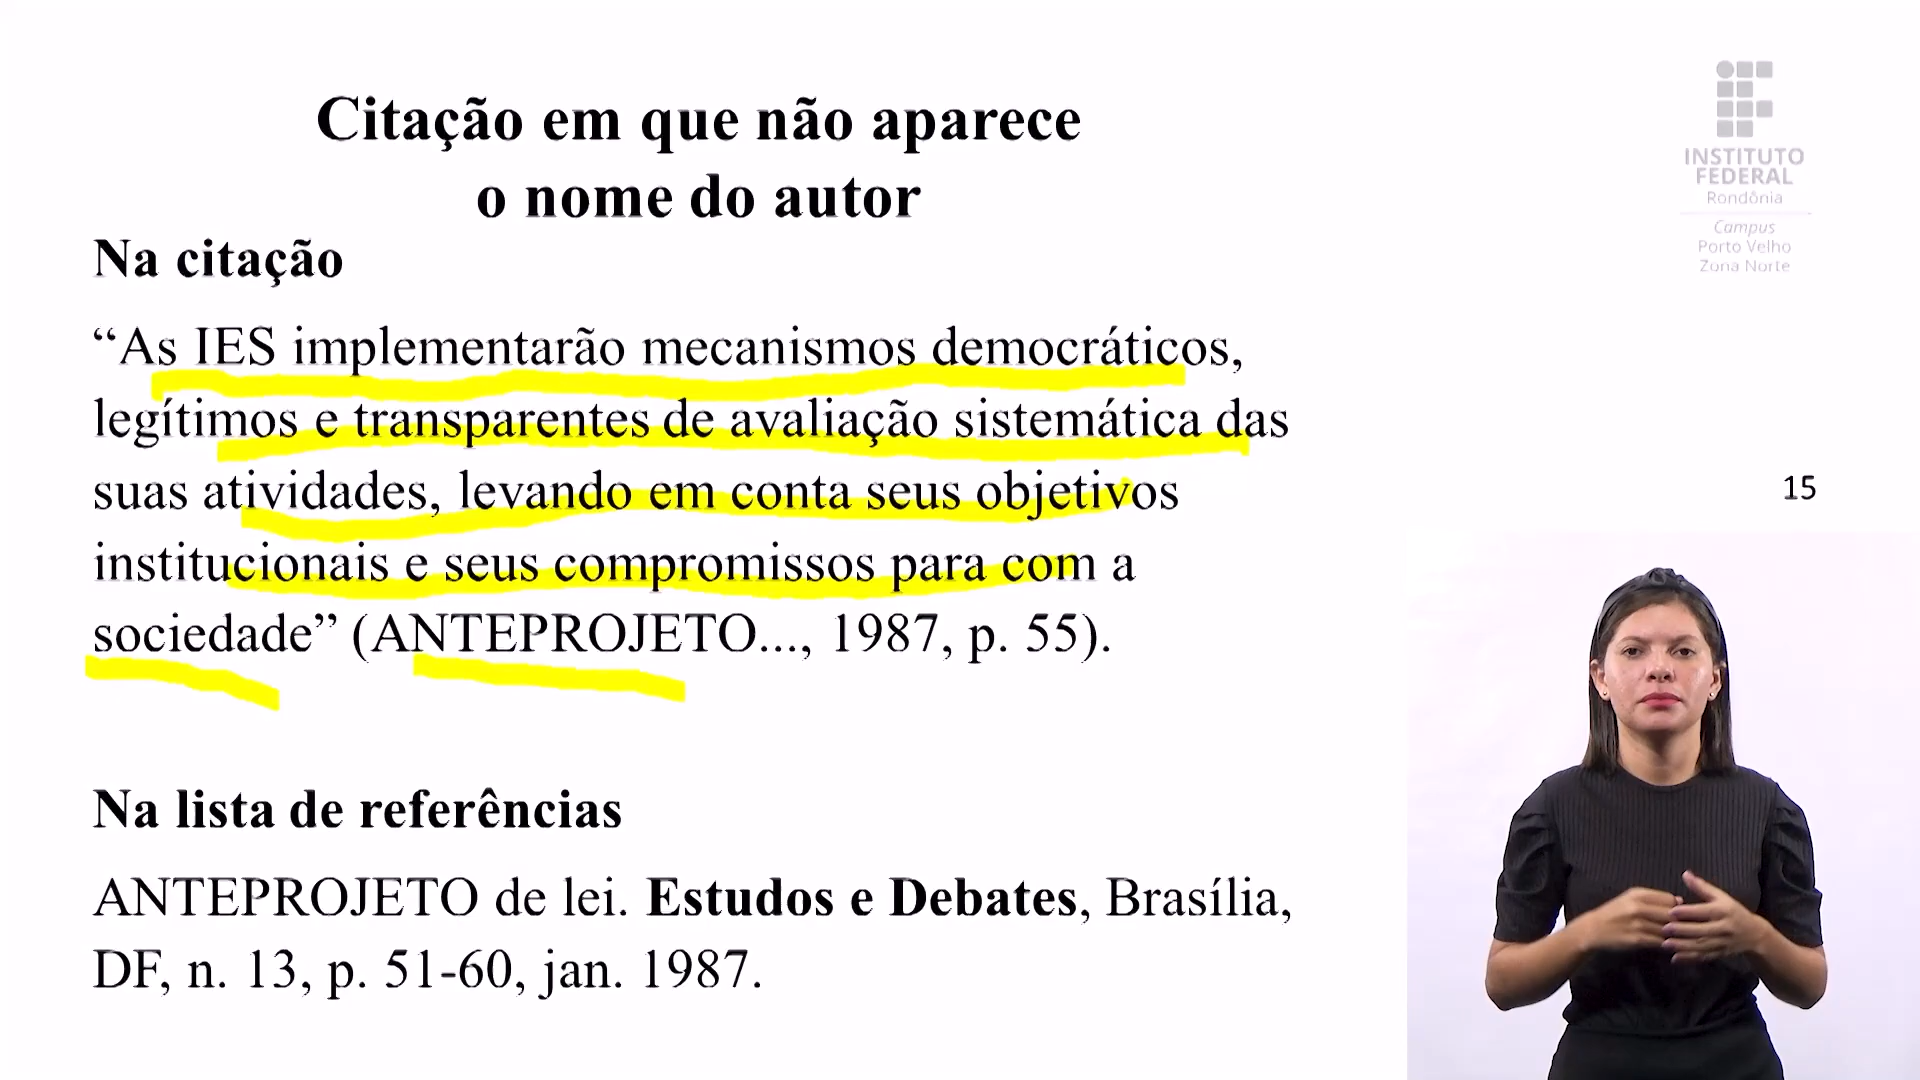 Citação em que não aparece
o nome do autor
Na citação
“As IES implementarão mecanismos democráticos,
legítimos e transparentes de avaliação sistemática das
suas atividades, levando em conta seus objetivos
institucionais e seus compromissos para com a
sociedade” (ANTEPROJETO..., 1987, p. 55).
Na lista de referências
ANTEPROJETO de lei. Estudos e Debates, Brasília,
DF, n. 13, p. 51-60, jan. 1987.
INSTITUTO
FEDERAL
Rondônia
Campus
Porto Velho
Zona Norte
15